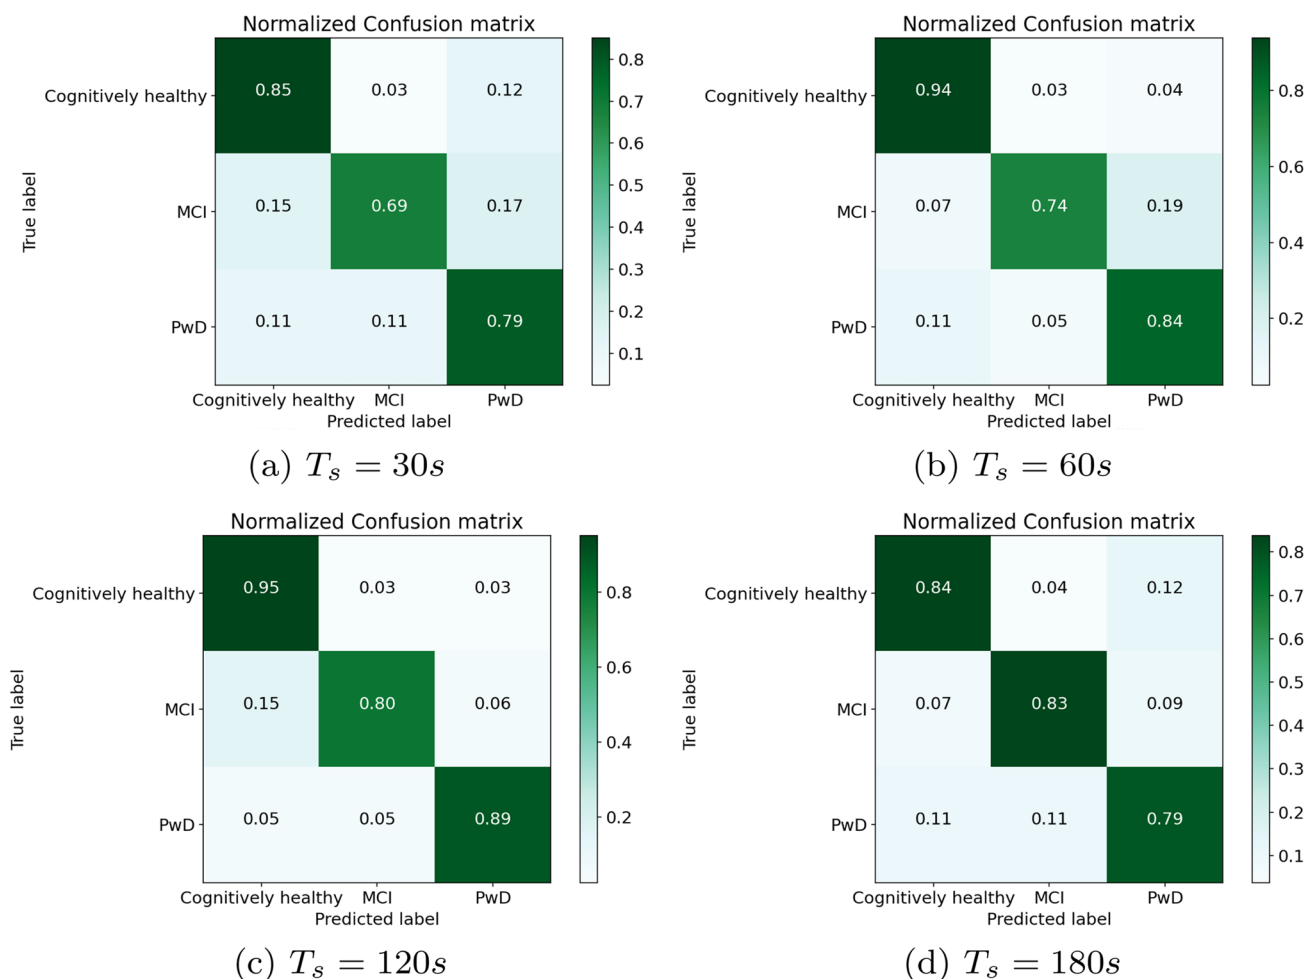 Normalized Confusion matrix
True label
Cognitively healthy
0.85 0.03 0.12
MCI
0.15 0.69 0.17
PwD
0.11 0.11 0.79
Cognitively healthy MCI PwD
Predicted label
0.8
0.7
0.6
0.5
0.4
0.3
0.2
0.1
(a) Ts = 30s
Normalized Confusion matrix
True label
Cognitively healthy
0.94 0.03 0.04
MCI
0.07 0.74 0.19
PwD
0.11 0.05 0.84
Cognitively healthy MCI PwD
Predicted label
0.8
0.6
0.4
0.2
(b) Ts = 60s
Normalized Confusion matrix
True label
Cognitively healthy
0.95 0.03 0.03
MCI
0.15 0.80 0.06
PwD
0.05 0.05 0.89
Cognitively healthy MCI PwD
Predicted label
0.8
0.6
0.4
0.2
(c) Ts = 120s
Normalized Confusion matrix
True label
Cognitively healthy
0.84 0.04 0.12
MCI
0.07 0.83 0.09
PwD
0.11 0.11 0.79
Cognitively healthy MCI PwD
Predicted label
0.8
0.7
0.6
0.5
0.4
0.3
0.2
0.1
(d) Ts = 180s